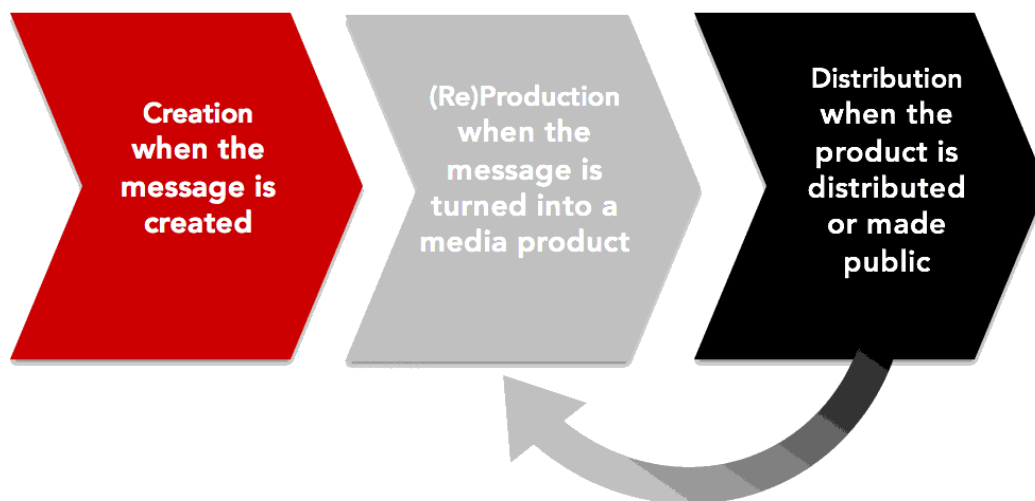 Creation
when the
message is
created
(Re)Production
when the
message is
turned into a
media product
Distribution
when the
product is
distributed
or made
public